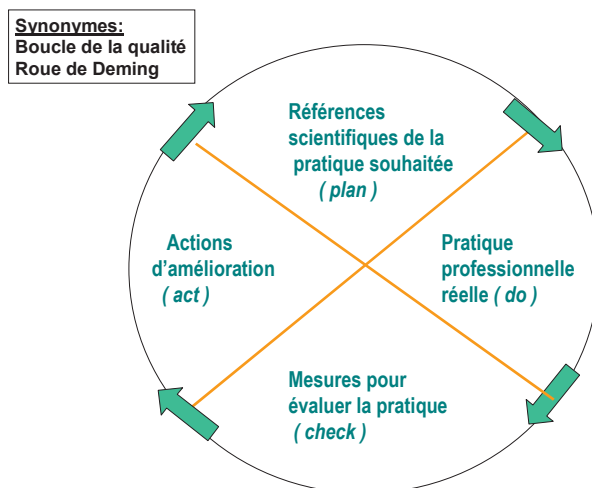 Synonymes:
Boucle de la qualité
Roue de Deming
Références
scientifiques de la
pratique souhaitée
( plan )
Actions
d’amélioration
( act )
Pratique
professionnelle
réelle ( do )
Mesures pour
évaluer la pratique
( check )